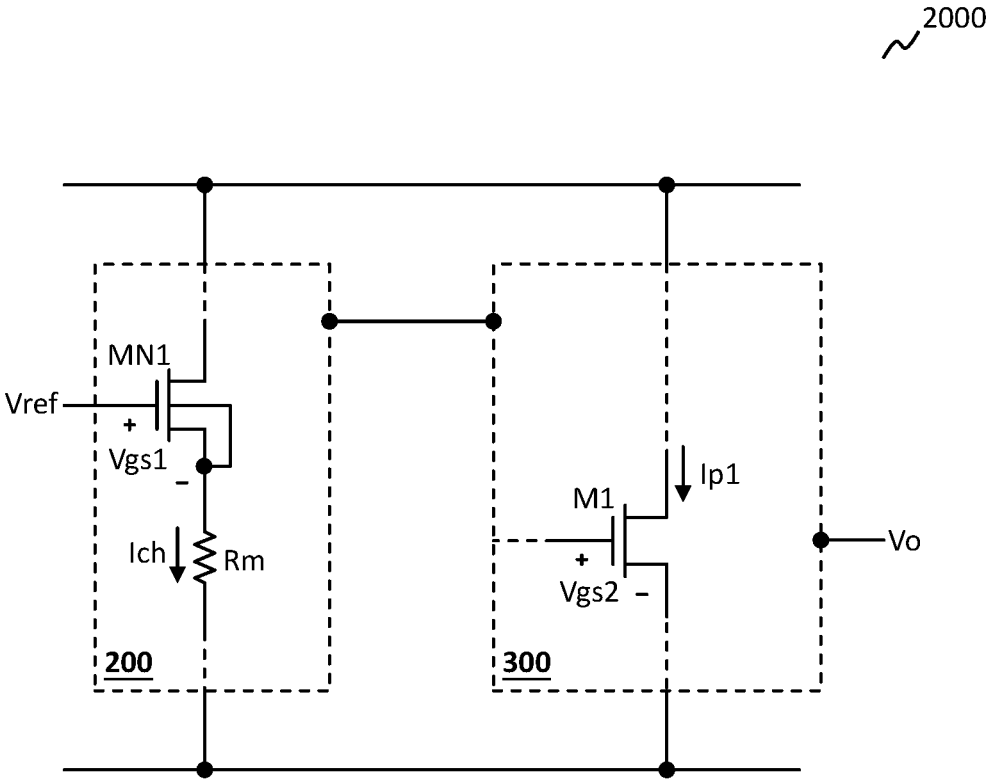 2000
MN1
Vref
+
Vgs1
–
Ip1
M1
Ich
Rm
Vo
+
Vgs2 –
200
300